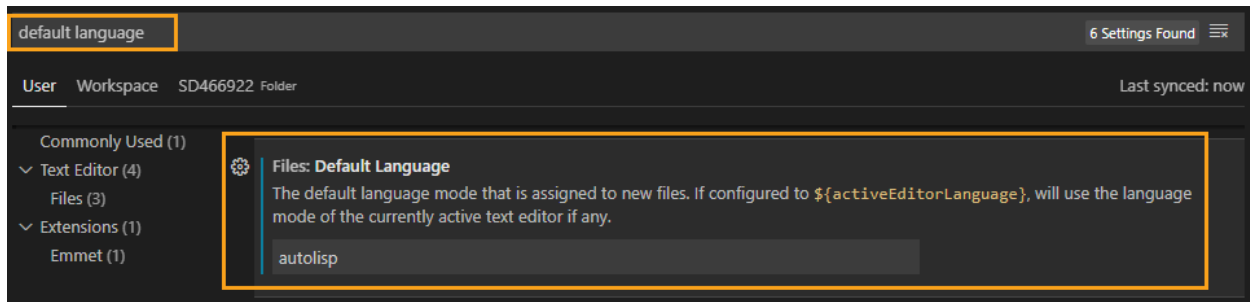 default language
6 Settings Found
User Workspace SD466922 Folder
Last synced: now
Commonly Used (1)
Text Editor (4)
Files (3)
Extensions (1)
Emmet (1)
Files: Default Language
The default language mode that is assigned to new files. If configured to ${activeEditorLanguage}, will use the language
mode of the currently active text editor if any.
autolisp